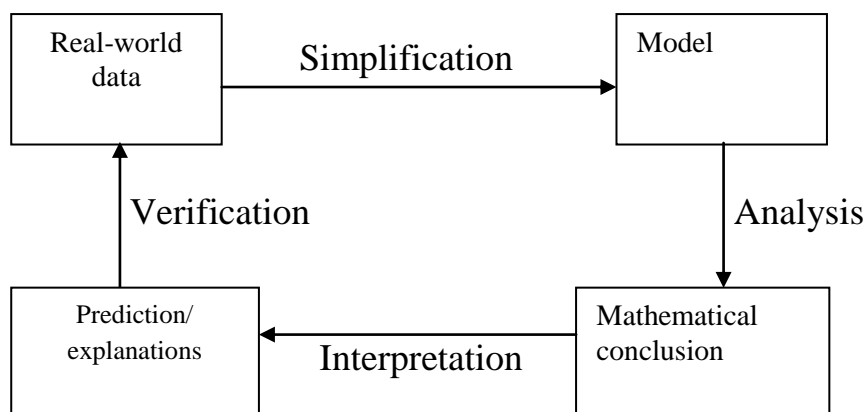 Real-world
data
Simplification
Model
Verification
Analysis
Prediction/
explanations
Interpretation
Mathematical
conclusion